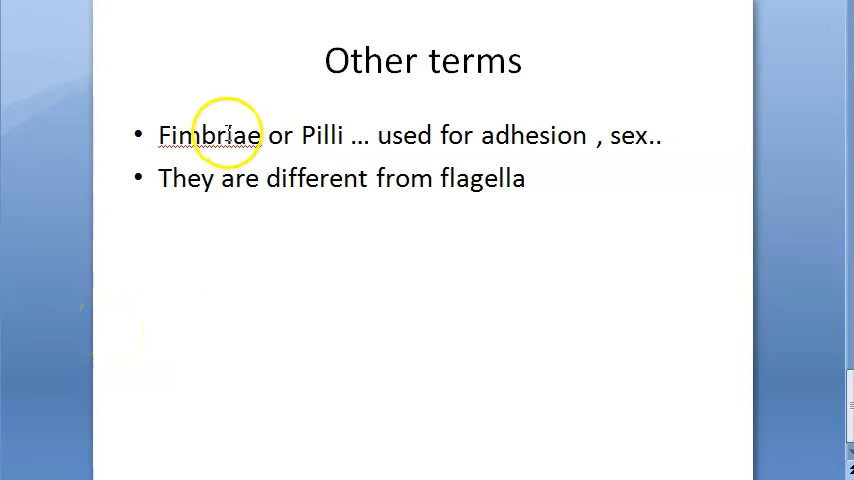 Other terms
• Fimbriae or Pilli ... used for adhesion , sex..
• They are different from flagella